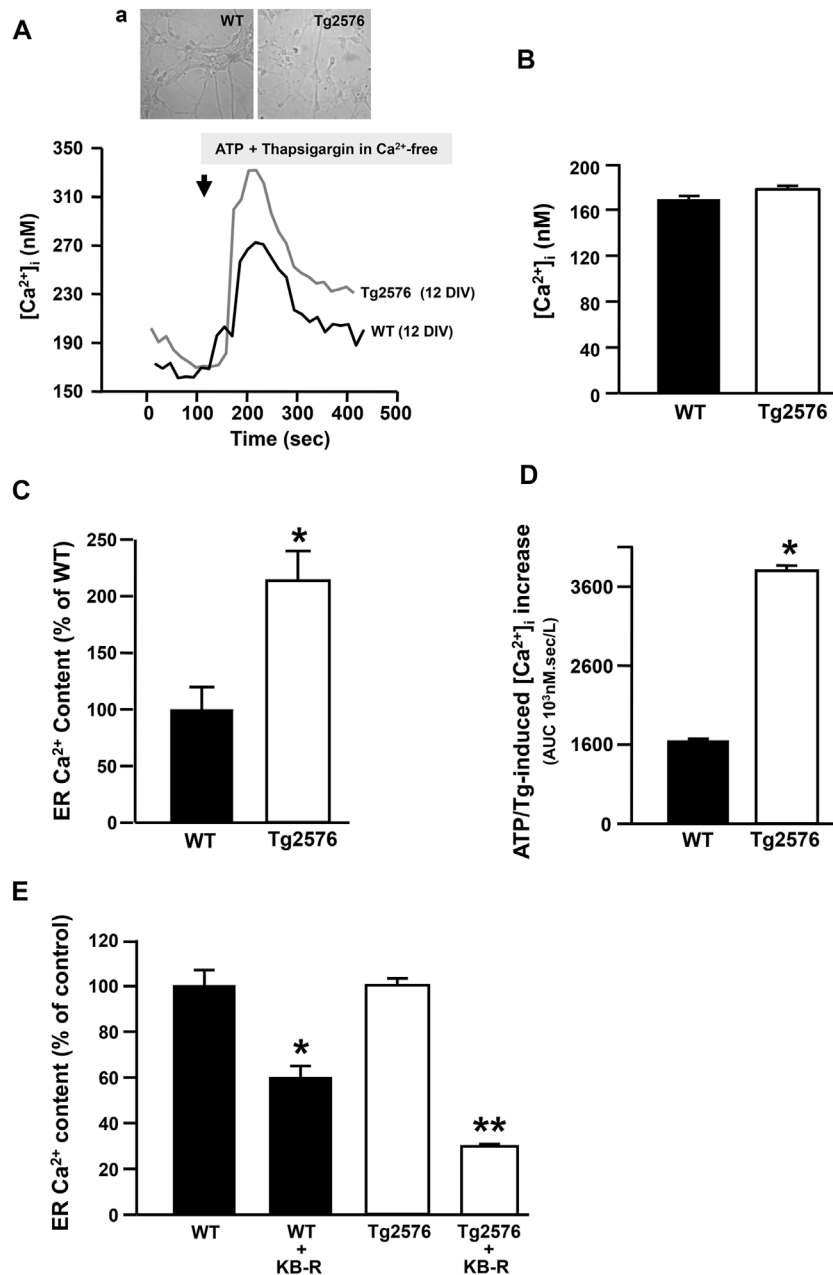 A
a
WT
Tg2576
ATP + Thapsigargin in Ca²⁺-free
[Ca²⁺]ᵢ (nM)
350
310
270
230
190
150
Tg2576 (12 DIV)
WT (12 DIV)
0 100 200 300 400 500
Time (sec)
B
[Ca²⁺]ᵢ (nM)
200
160
120
80
40
0
WT Tg2576
C
ER Ca²⁺ Content (% of WT)
250
200
150
100
50
0
*
WT Tg2576
D
ATP/Tg-induced [Ca²⁺]ᵢ increase
(AUC 10³nM.sec/L)
3600
2600
1600
0
*
WT Tg2576
E
ER Ca²⁺ content (% of control)
120
100
80
60
40
20
0
*
**
WT
WT
+
KB-R
Tg2576
Tg2576
+
KB-R